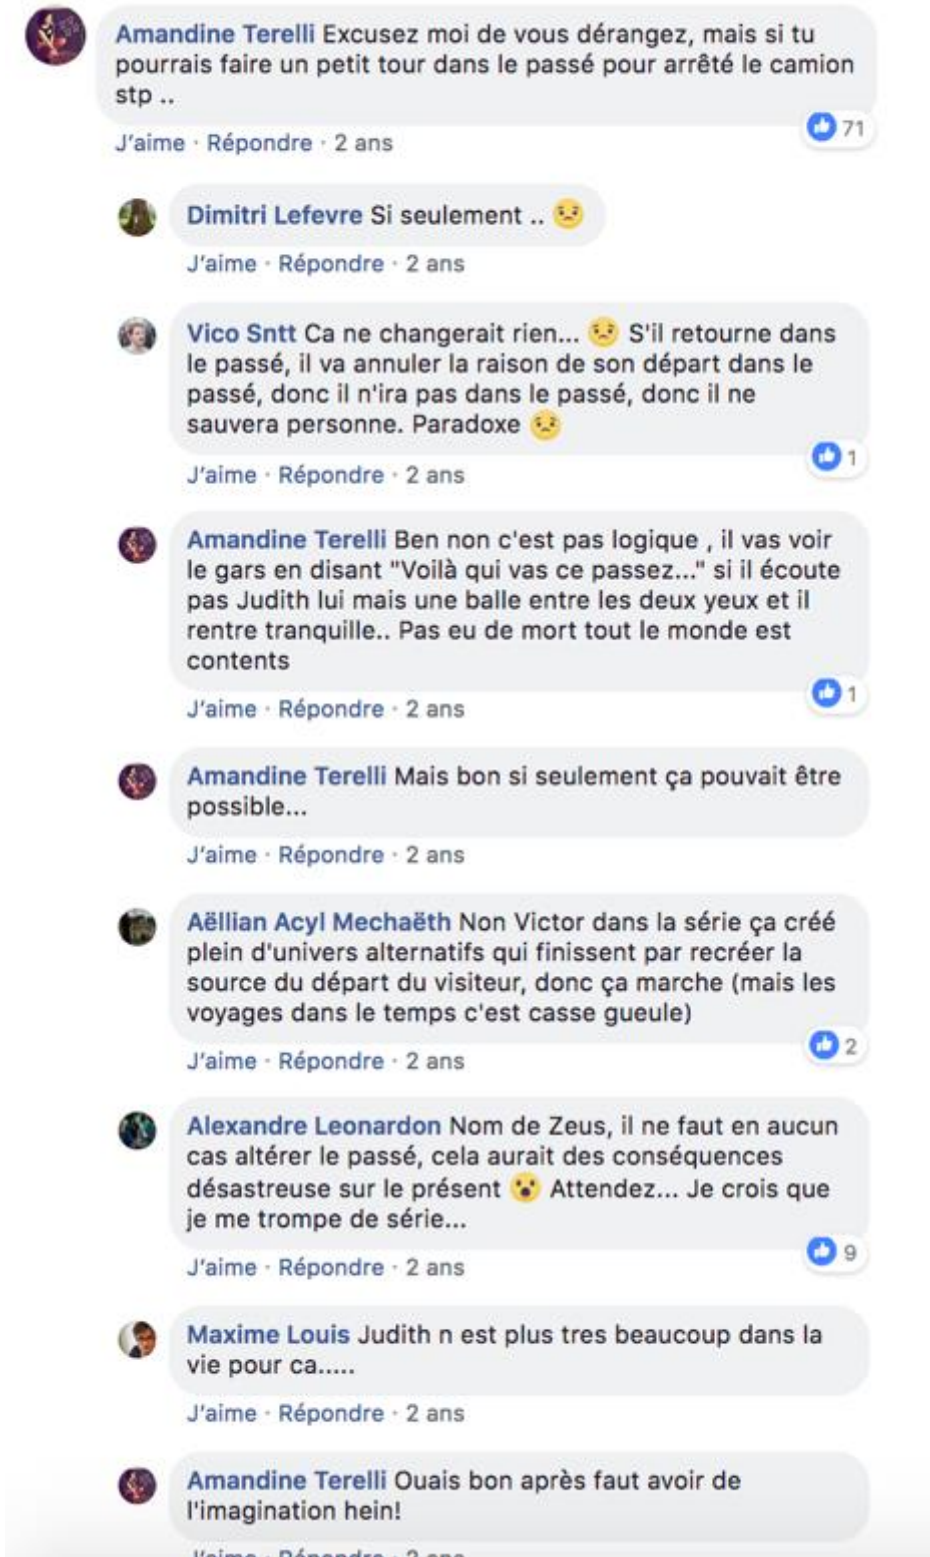 Amandine Terelli Excusez moi de vous dérangez, mais si tu
pourrais faire un petit tour dans le passé pour arrêté le camion
stp ..
71
J'aime · Répondre · 2 ans
Dimitri Lefevre Si seulement .. 😟
J'aime · Répondre · 2 ans
Vico Sntt Ca ne changerait rien... 😣 S'il retourne dans
le passé, il va annuler la raison de son départ dans le
passé, donc il n'ira pas dans le passé, donc il ne
sauvera personne. Paradoxe 😣
1
J'aime · Répondre · 2 ans
Amandine Terelli Ben non c'est pas logique , il vas voir
le gars en disant "Voilà qui vas ce passez..." si il écoute
pas Judith lui mais une balle entre les deux yeux et il
rentre tranquille.. Pas eu de mort tout le monde est
contents
1
J'aime · Répondre · 2 ans
Amandine Terelli Mais bon si seulement ça pouvait être
possible...
J'aime · Répondre · 2 ans
Aëllian Acyl Mechaëth Non Victor dans la série ça créé
plein d'univers alternatifs qui finissent par recréer la
source du départ du visiteur, donc ça marche (mais les
voyages dans le temps c'est casse gueule)
2
J'aime · Répondre · 2 ans
Alexandre Leonardon Nom de Zeus, il ne faut en aucun
cas altérer le passé, cela aurait des conséquences
désastreuse sur le présent 😮 Attendez... Je crois que
je me trompe de série...
9
J'aime · Répondre · 2 ans
Maxime Louis Judith n est plus tres beaucoup dans la
vie pour ca.....
J'aime · Répondre · 2 ans
Amandine Terelli Ouais bon après faut avoir de
l'imagination hein!
J'aime · Répondre · 2 ans